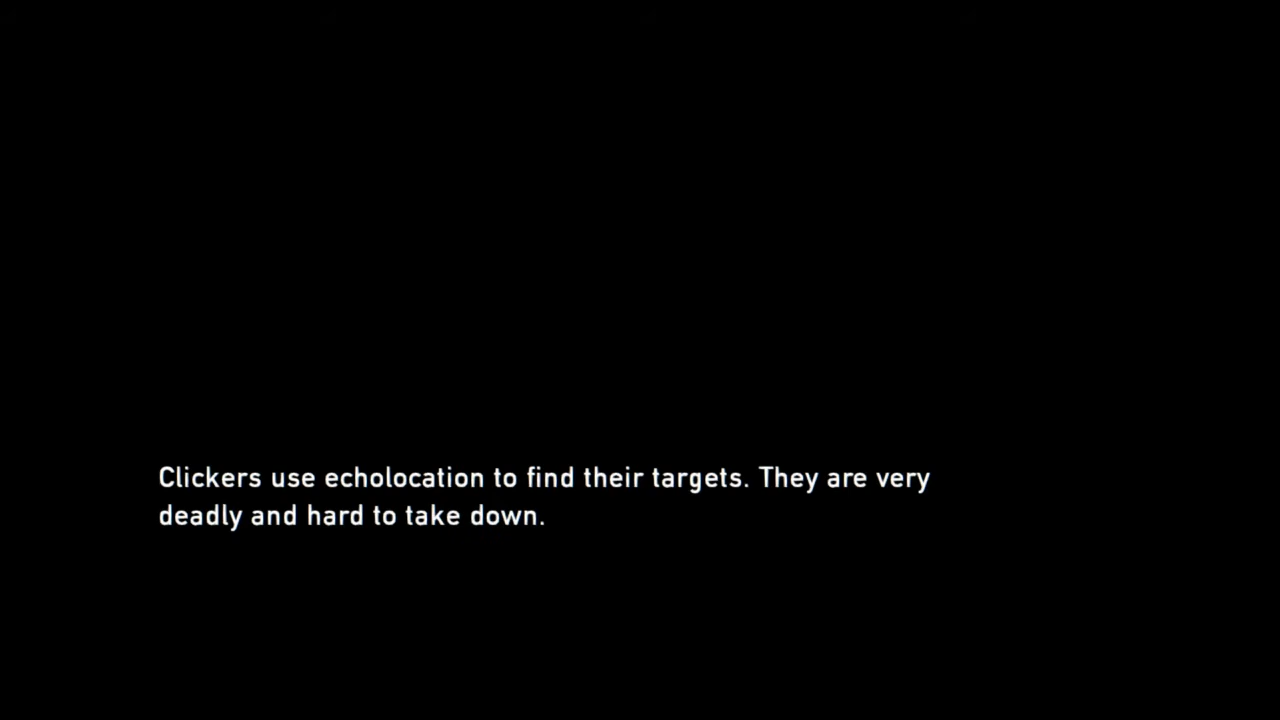 Clickers use echolocation to find their targets. They are very
deadly and hard to take down.